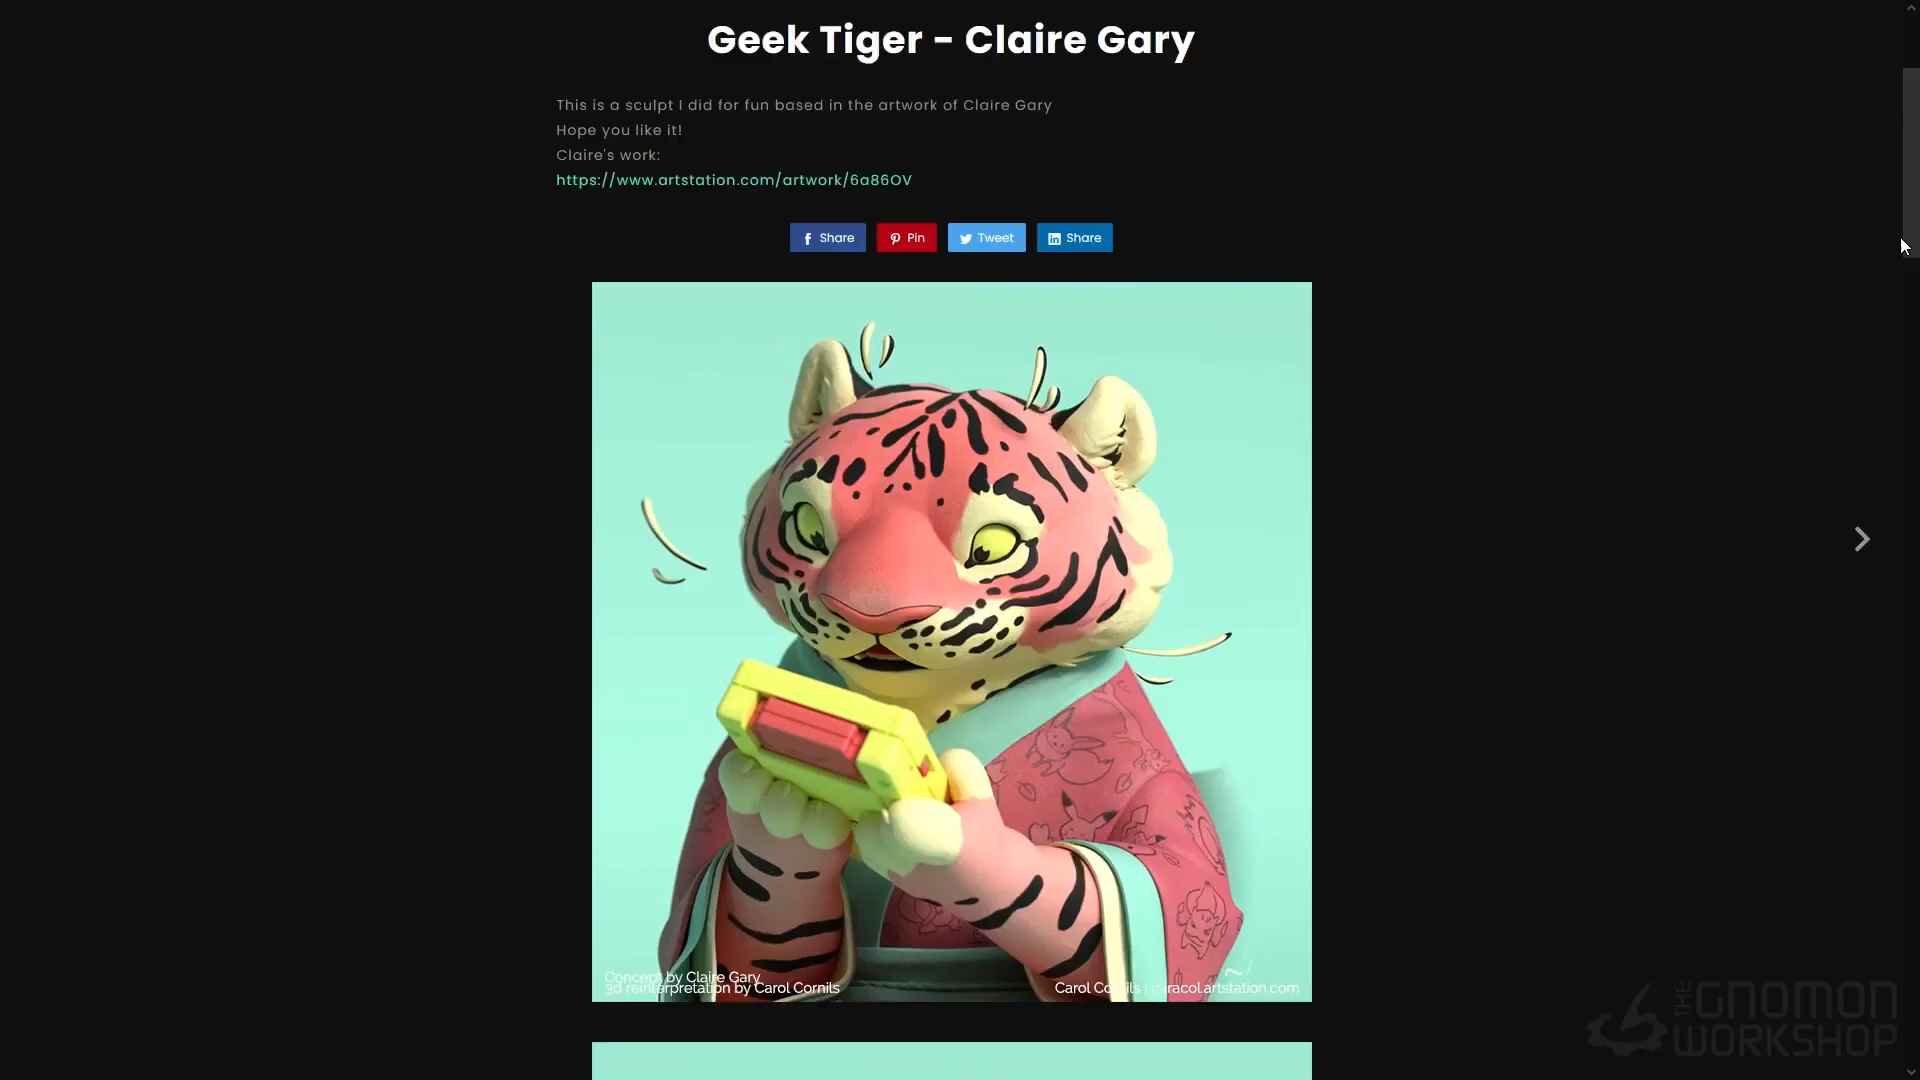 Geek Tiger - Claire Gary
This is a sculpt I did for fun based in the artwork of Claire Gary
Hope you like it!
Claire's work:
https://www.artstation.com/artwork/6a86OV
Share
Pin
Tweet
Share
Concept by Claire Gary
3d reinterpretation by Carol Cornils
Carol Cornils | caracol.artstation.com
THE GNOMON WORKSHOP